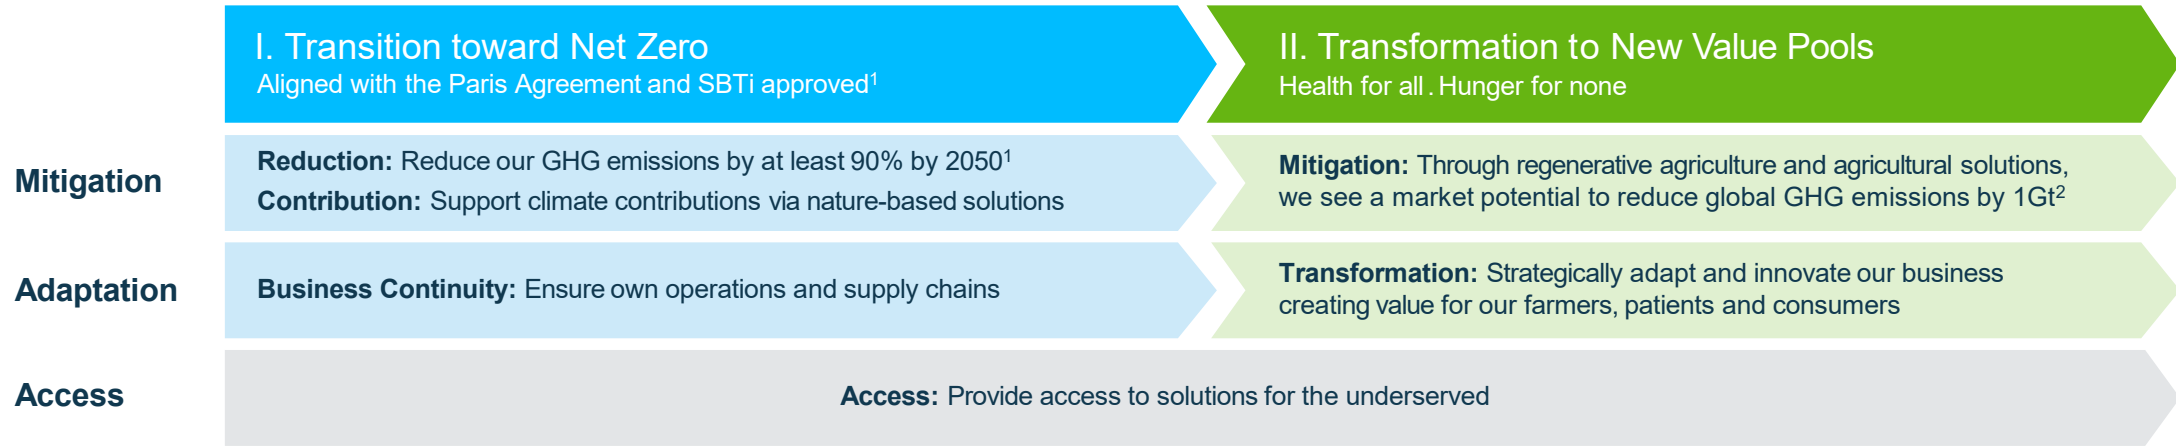 I. Transition toward Net Zero
Aligned with the Paris Agreement and SBTi approved¹
II. Transformation to New Value Pools
Health for all . Hunger for none
Mitigation
Reduction: Reduce our GHG emissions by at least 90% by 2050¹
Contribution: Support climate contributions via nature-based solutions
Mitigation: Through regenerative agriculture and agricultural solutions,
we see a market potential to reduce global GHG emissions by 1Gt²
Adaptation
Business Continuity: Ensure own operations and supply chains
Transformation: Strategically adapt and innovate our business
creating value for our farmers, patients and consumers
Access
Access: Provide access to solutions for the underserved